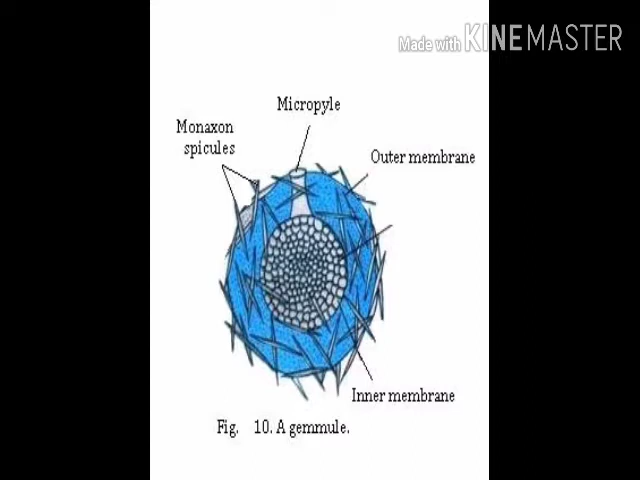 Made with KINEMASTER
Micropyle
Monaxon
spicules
Outer membrane
Inner membrane
Fig. 10. A gemmule.